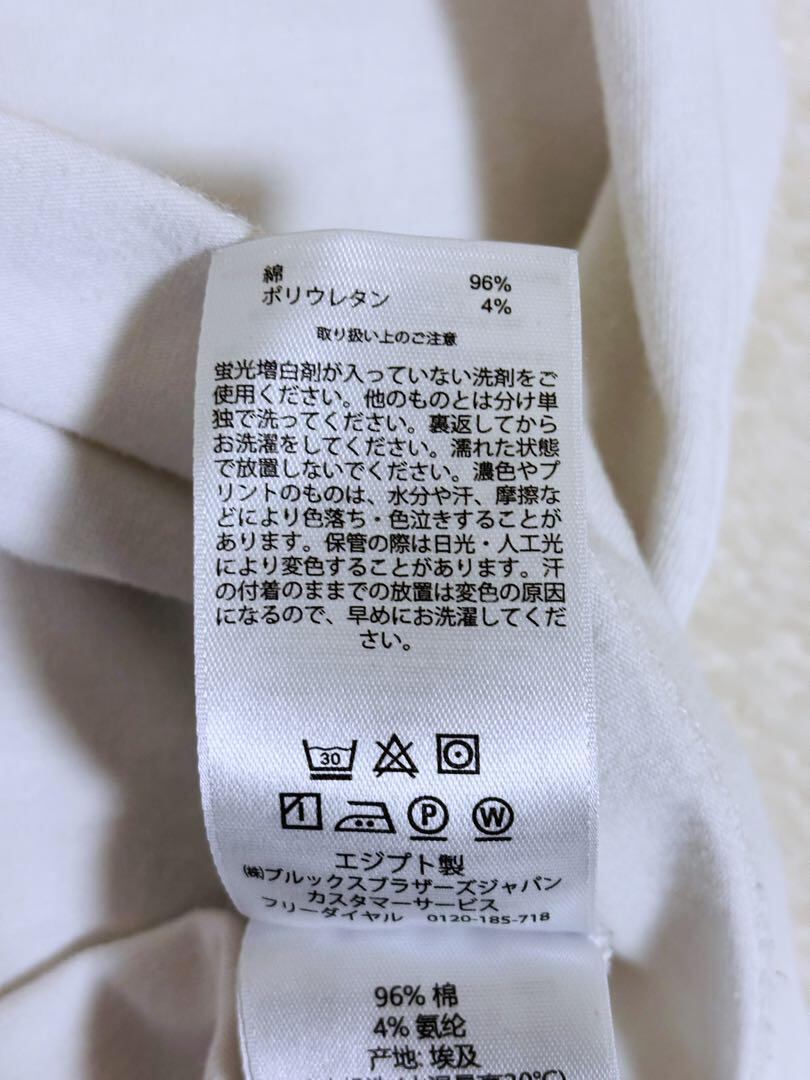 綿 96%
ポリウレタン 4%
取り扱い上のご注意
蛍光増白剤が入っていない洗剤をご
使用ください。他のものとは分け単
独で洗ってください。裏返してから
お洗濯をしてください。濡れた状態
で放置しないでください。濃色やプ
リントのものは、水分や汗、摩擦な
どにより色落ち・色泣きすることが
あります。保管の際は日光・人工光
により変色することがあります。汗
の付着のままでの放置は変色の原因
になるので、早めにお洗濯してくだ
さい。
30
P W
エジプト製
㈱ブルックスブラザーズジャパン
カスタマーサービス
フリーダイヤル 0120-185-718
96% 棉
4% 氨纶
产地: 埃及